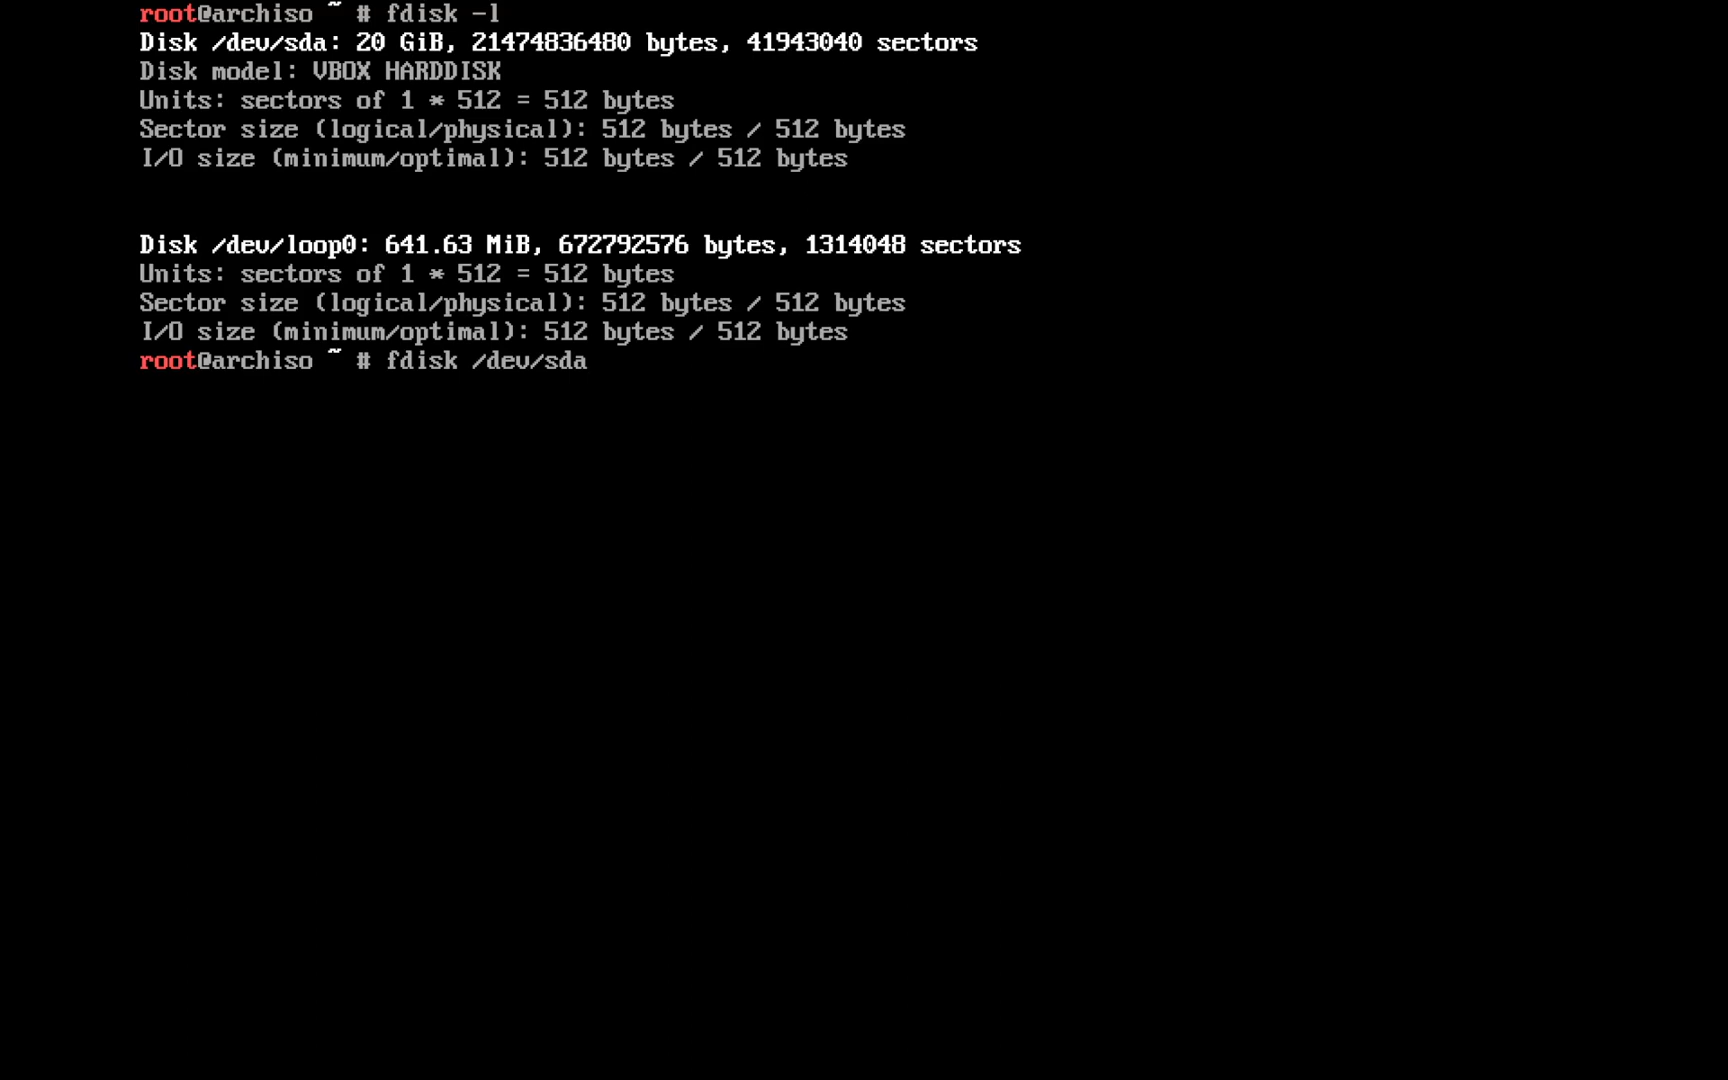 root@archiso ~ # fdisk -l
Disk /dev/sda: 20 GiB, 21474836480 bytes, 41943040 sectors
Disk model: VBOX HARDDISK
Units: sectors of 1 * 512 = 512 bytes
Sector size (logical/physical): 512 bytes / 512 bytes
I/O size (minimum/optimal): 512 bytes / 512 bytes
Disk /dev/loop0: 641.63 MiB, 672792576 bytes, 1314048 sectors
Units: sectors of 1 * 512 = 512 bytes
Sector size (logical/physical): 512 bytes / 512 bytes
I/O size (minimum/optimal): 512 bytes / 512 bytes
root@archiso ~ # fdisk /dev/sda